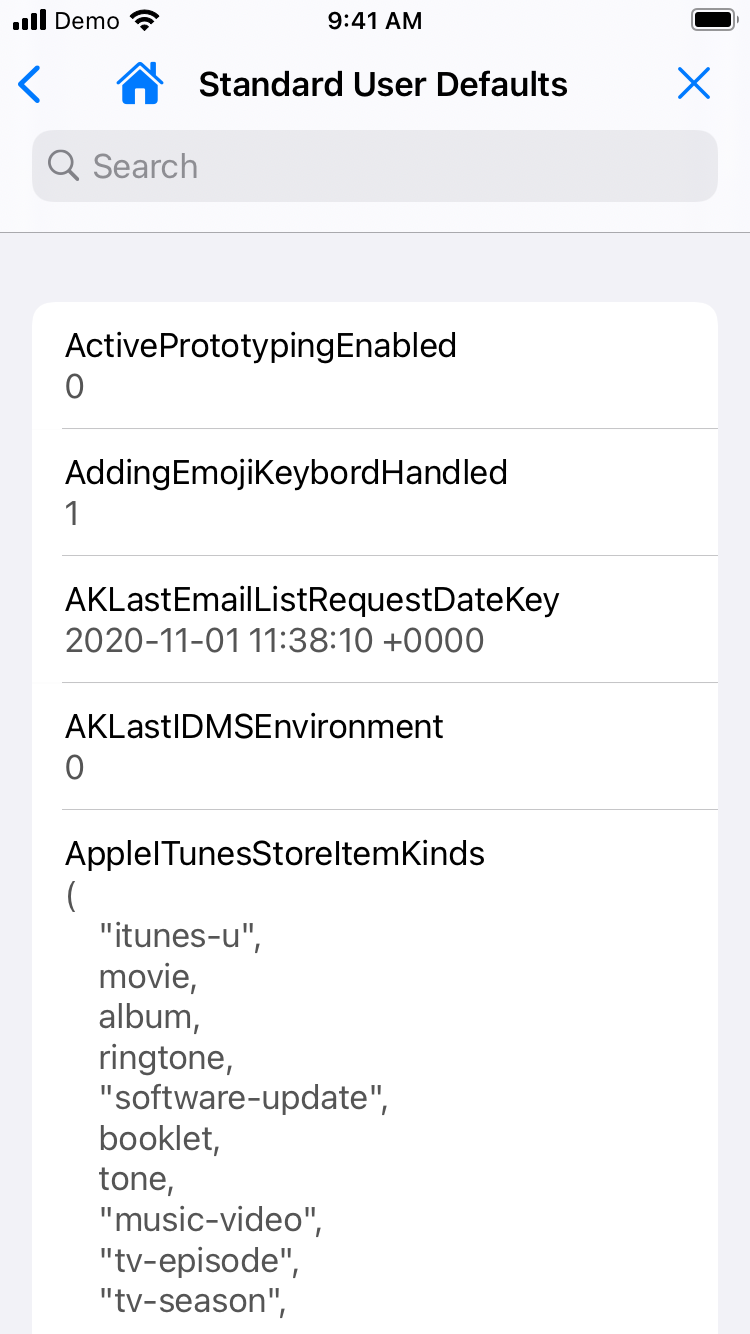 Demo 9:41 AM
Standard User Defaults
Search
ActivePrototypingEnabled
0
AddingEmojiKeybordHandled
1
AKLastEmailListRequestDateKey
2020-11-01 11:38:10 +0000
AKLastIDMSEnvironment
0
AppleITunesStoreItemKinds
(
"itunes-u",
movie,
album,
ringtone,
"software-update",
booklet,
tone,
"music-video",
"tv-episode",
"tv-season",